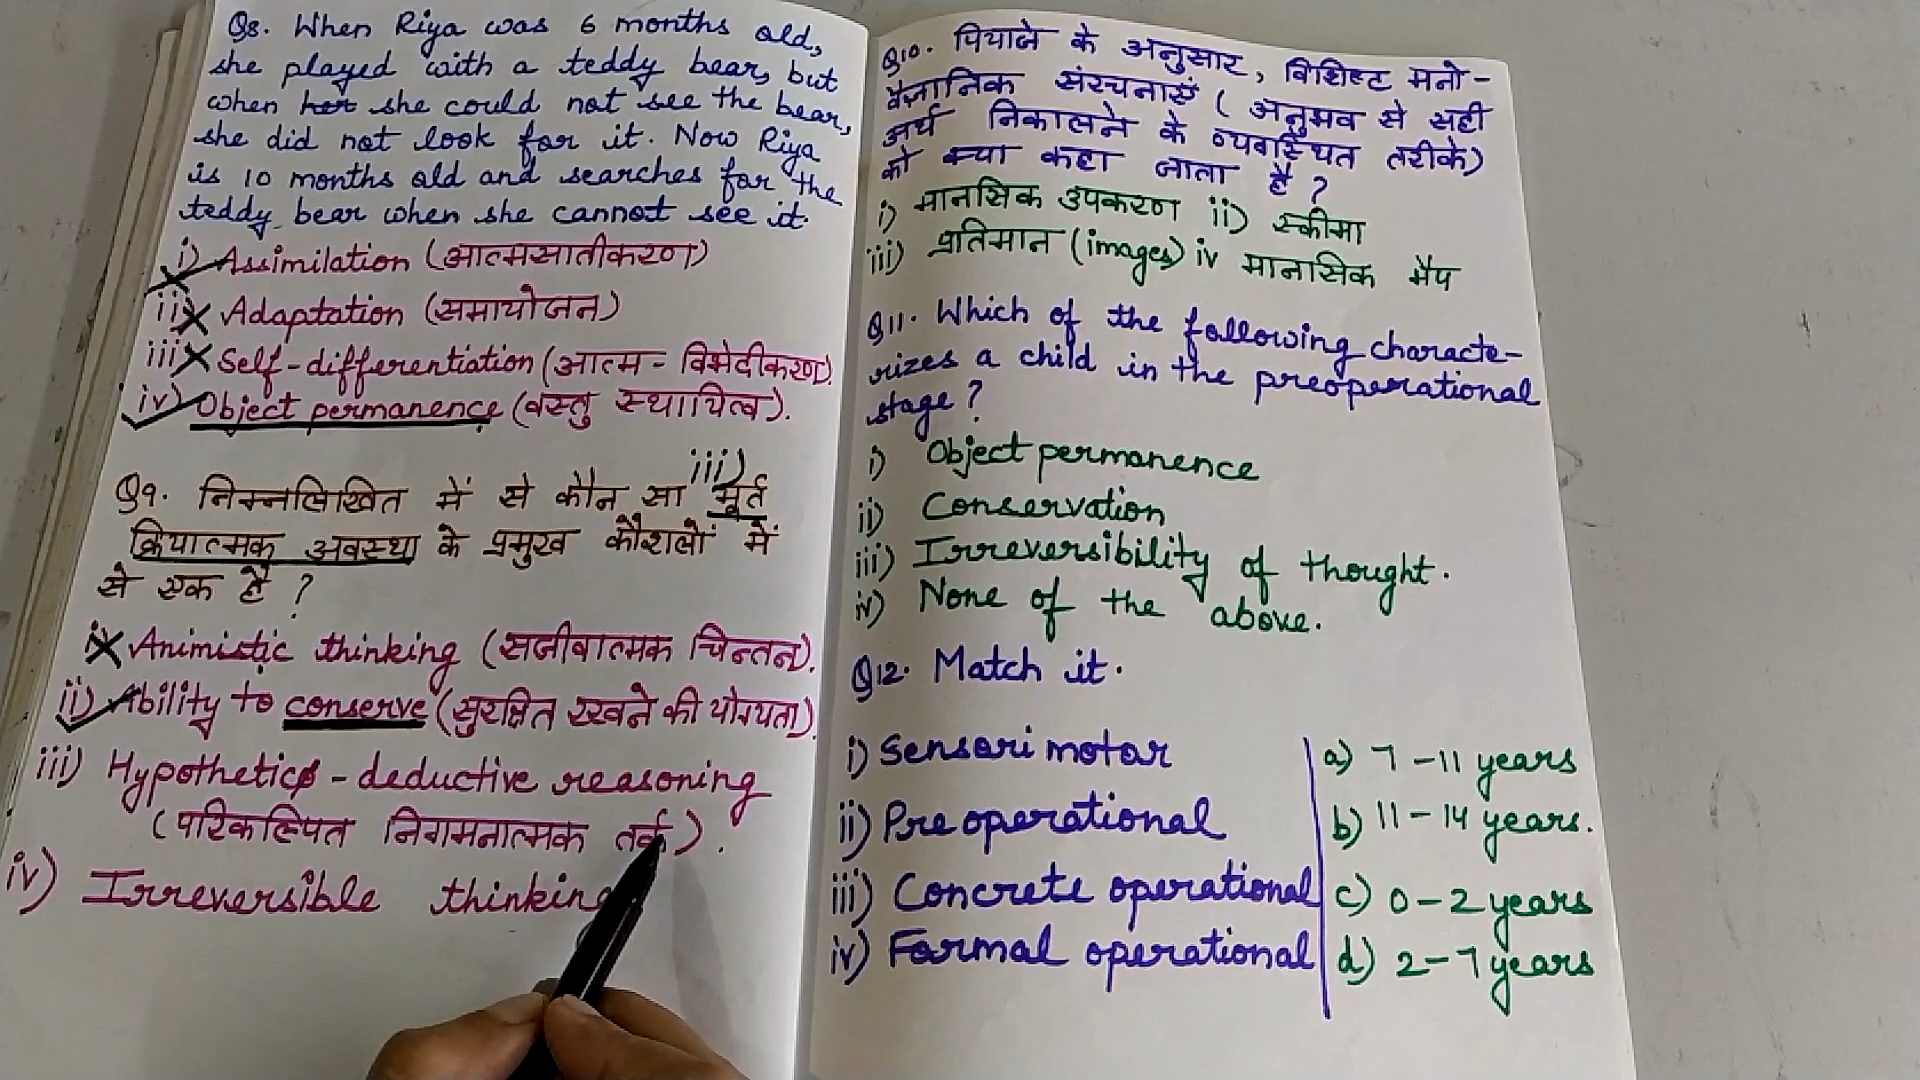 Q8. When Riya was 6 months old,
she played with a teddy bear, but
when her she could not see the bear,
she did not look for it. Now Riya
is 10 months old and searches for the
teddy bear when she cannot see it.
i) Assimilation (आत्मसातीकरण)
ii) Adaptation (समायोजन)
iii) Self-differentiation (आत्म - विभेदीकरण).
iv) Object permanence (वस्तु स्थायित्व).
iii)
Q9. निम्नलिखित में से कौन सा मूर्त
क्रियात्मक अवस्था के प्रमुख कौशलों में
से एक है ?
Animistic thinking (सजीवात्मक चिन्तन).
ii) Ability to conserve (सुरक्षित रखने की योग्यता).
iii) Hypothetic - deductive reasoning
(परिकल्पित निगमनात्मक तर्क).
iv) Irreversible thinking
Q10. पियाजे के अनुसार, विशिष्ट मनो-
वैज्ञानिक संरचनाएं ( अनुभव से सही
अर्थ निकालने के व्यवस्थित तरीके)
को क्या कहा जाता है ?
i) मानसिक उपकरण ii) स्कीमा
iii) प्रतिमान (images) iv मानसिक मैप
Q11. Which of the following characte-
rizes a child in the preoperational
stage ?
i) Object permanence
ii) Conservation
iii) Irreversibility of thought.
iv) None of the above.
Q12. Match it.
i) Sensori motor a) 7 - 11 years
ii) Pre operational b) 11 - 14 years.
iii) Concrete operational c) 0 - 2 years
iv) Formal operational d) 2 - 7 years